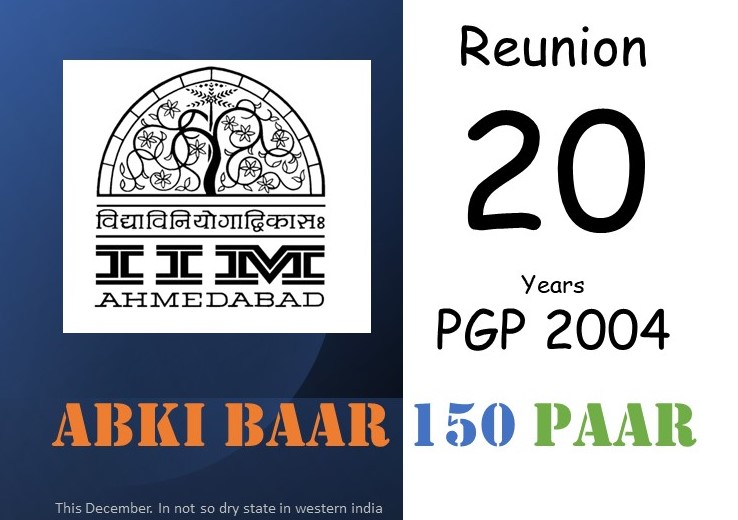 Reunion
20
Years
PGP 2004
विद्याविनियोगाद्विकासः
IIM
AHMEDABAD
ABKI BAAR 150 PAAR
This December. In not so dry state in western india